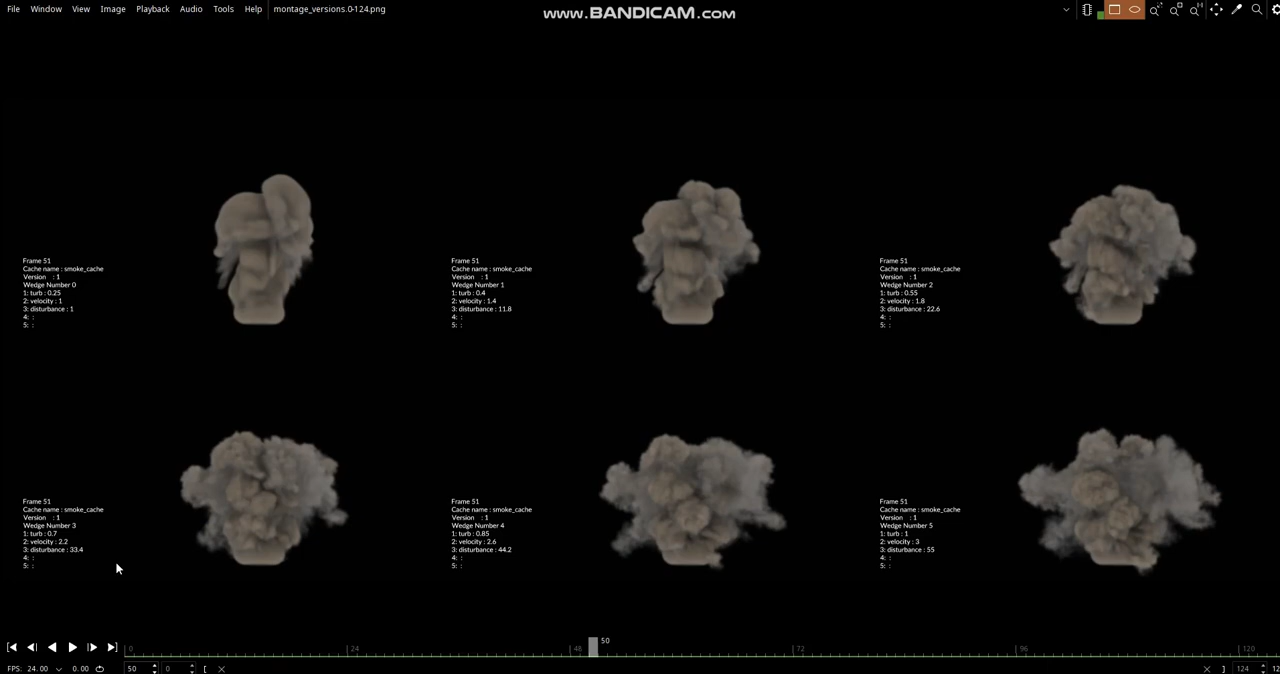 File Window View Image Playback Audio Tools Help montage_versions.0-124.png
www.BANDICAM.com
Frame 51
Cache name : smoke_cache
Version : 1
Wedge Number 0
1: turb : 0.25
2: velocity : 1
3: disturbance : 1
4: :
5: :
Frame 51
Cache name : smoke_cache
Version : 1
Wedge Number 1
1: turb : 0.4
2: velocity : 1.4
3: disturbance : 11.8
4: :
5: :
Frame 51
Cache name : smoke_cache
Version : 1
Wedge Number 2
1: turb : 0.55
2: velocity : 1.8
3: disturbance : 22.6
4: :
5: :
Frame 51
Cache name : smoke_cache
Version : 1
Wedge Number 3
1: turb : 0.7
2: velocity : 2.2
3: disturbance : 33.4
4: :
5: :
Frame 51
Cache name : smoke_cache
Version : 1
Wedge Number 4
1: turb : 0.85
2: velocity : 2.6
3: disturbance : 44.2
4: :
5: :
Frame 51
Cache name : smoke_cache
Version : 1
Wedge Number 5
1: turb : 1
2: velocity : 3
3: disturbance : 55
4: :
5: :
0 24 48 50 72 96 120
FPS: 24.00 0.00 50 0 124